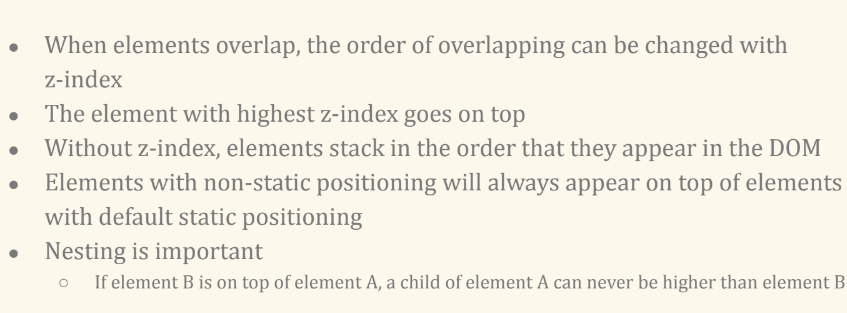 ● When elements overlap, the order of overlapping can be changed with
z-index
● The element with highest z-index goes on top
● Without z-index, elements stack in the order that they appear in the DOM
● Elements with non-static positioning will always appear on top of elements
with default static positioning
● Nesting is important
○ If element B is on top of element A, a child of element A can never be higher than element B